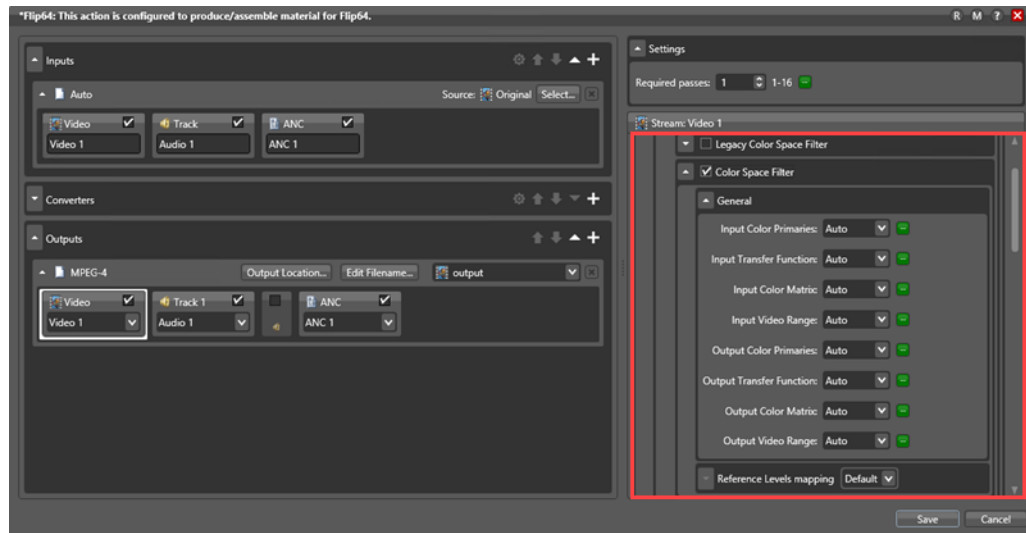 *Flip64: This action is configured to produce/assemble material for Flip64.
R M ? X
Inputs
Auto
Source: Original Select...
Video
Track
ANC
Video 1
Audio 1
ANC 1
Converters
Outputs
MPEG-4
Output Location...
Edit Filename...
output
Video
Track 1
ANC
Video 1
Audio 1
ANC 1
Settings
Required passes: 1 1-16
Stream: Video 1
Legacy Color Space Filter
Color Space Filter
General
Input Color Primaries: Auto
Input Transfer Function: Auto
Input Color Matrix: Auto
Input Video Range: Auto
Output Color Primaries: Auto
Output Transfer Function: Auto
Output Color Matrix: Auto
Output Video Range: Auto
Reference Levels mapping Default
Save
Cancel